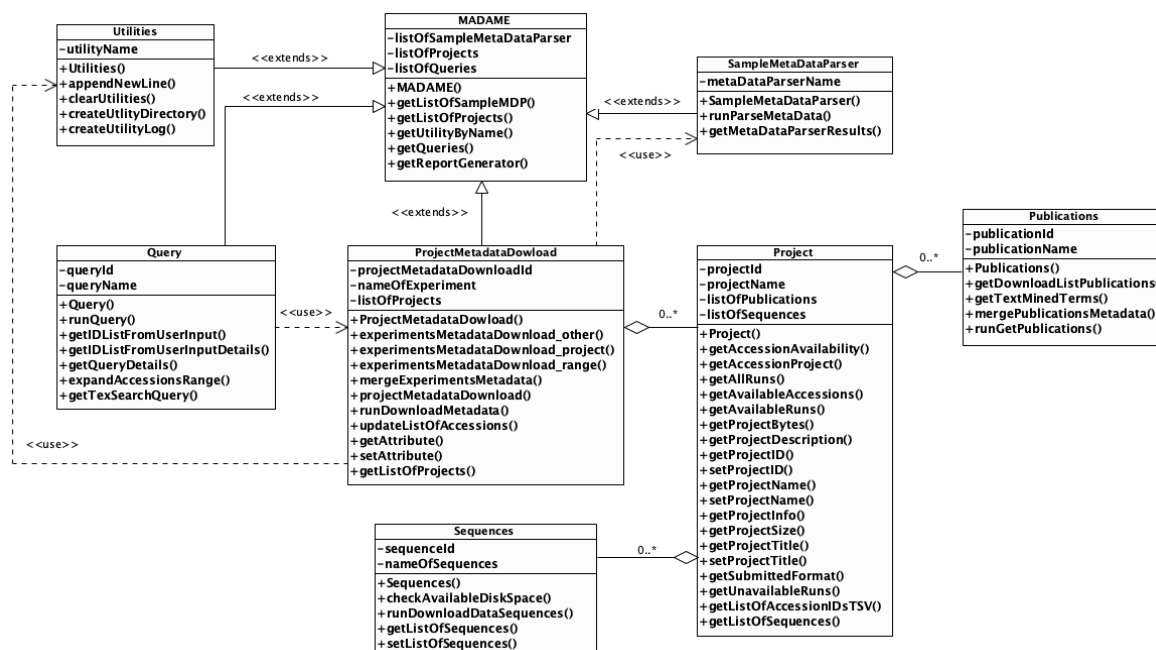 MADAME
-listOfSampleMetaDataParser
-listOfProjects
-listOfQueries
+MADAME()
+getListOfSampleMDP()
+getListOfProjects()
+getUtilityByName()
+getQueries()
+getReportGenerator()
Utilities
-utilityName
+Utilities()
+appendNewLine()
+clearUtilities()
+createUtlityDirectory()
+createUtilityLog()
<<extends>>
<<extends>>
SampleMetaDataParser
-metaDataParserName
+SampleMetaDataParser()
+runParseMetaData()
+getMetaDataParserResults()
<<extends>>
<<use>>
<<extends>>
Publications
-publicationId
-publicationName
+Publications()
+getDownloadListPublications(
+getTextMinedTerms()
+mergePublicationsMetadata()
+runGetPublications()
0..*
Query
-queryId
-queryName
+Query()
+runQuery()
+getIDListFromUserInput()
+getIDListFromUserInputDetails()
+getQueryDetails()
+expandAccessionsRange()
+getTexSearchQuery()
<<use>>
<<use>>
ProjectMetadataDowload
-projectMetadataDownloadId
-nameOfExperiment
-listOfProjects
+ProjectMetadataDowload()
+experimentsMetadataDownload_other()
+experimentsMetadataDownload_project()
+experimentsMetadataDownload_range()
+mergeExperimentsMetadata()
+projectMetadataDownload()
+runDownloadMetadata()
+updateListOfAccessions()
+getAttribute()
+setAttribute()
+getListOfProjects()
0..*
Project
-projectId
-projectName
-listOfPublications
-listOfSequences
+Project()
+getAccessionAvailability()
+getAccessionProject()
+getAllRuns()
+getAvailableAccessions()
+getAvailableRuns()
+getProjectBytes()
+getProjectDescription()
+getProjectID()
+setProjectID()
+getProjectName()
+setProjectName()
+getProjectInfo()
+getProjectSize()
+getProjectTitle()
+setProjectTitle()
+getSubmittedFormat()
+getUnavailableRuns()
+getListOfAccessionIDsTSV()
+getListOfSequences()
0..*
Sequences
-sequenceId
-nameOfSequences
+Sequences()
+checkAvailableDiskSpace()
+runDownloadDataSequences()
+getListOfSequences()
+setListOfSequences()